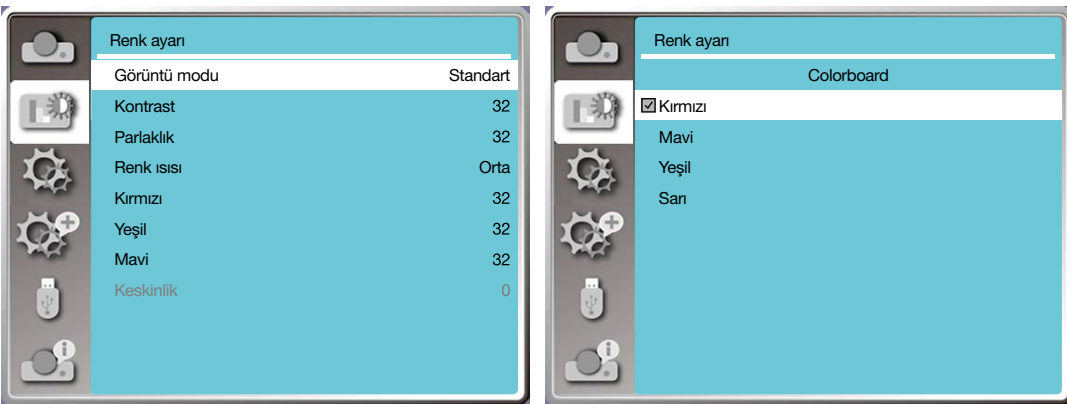 Renk ayarı
Görüntü modu Standart
Kontrast 32
Parlaklık 32
Renk ısısı Orta
Kırmızı 32
Yeşil 32
Mavi 32
Keskinlik 0
Renk ayarı
Colorboard
Kırmızı
Mavi
Yeşil
Sarı